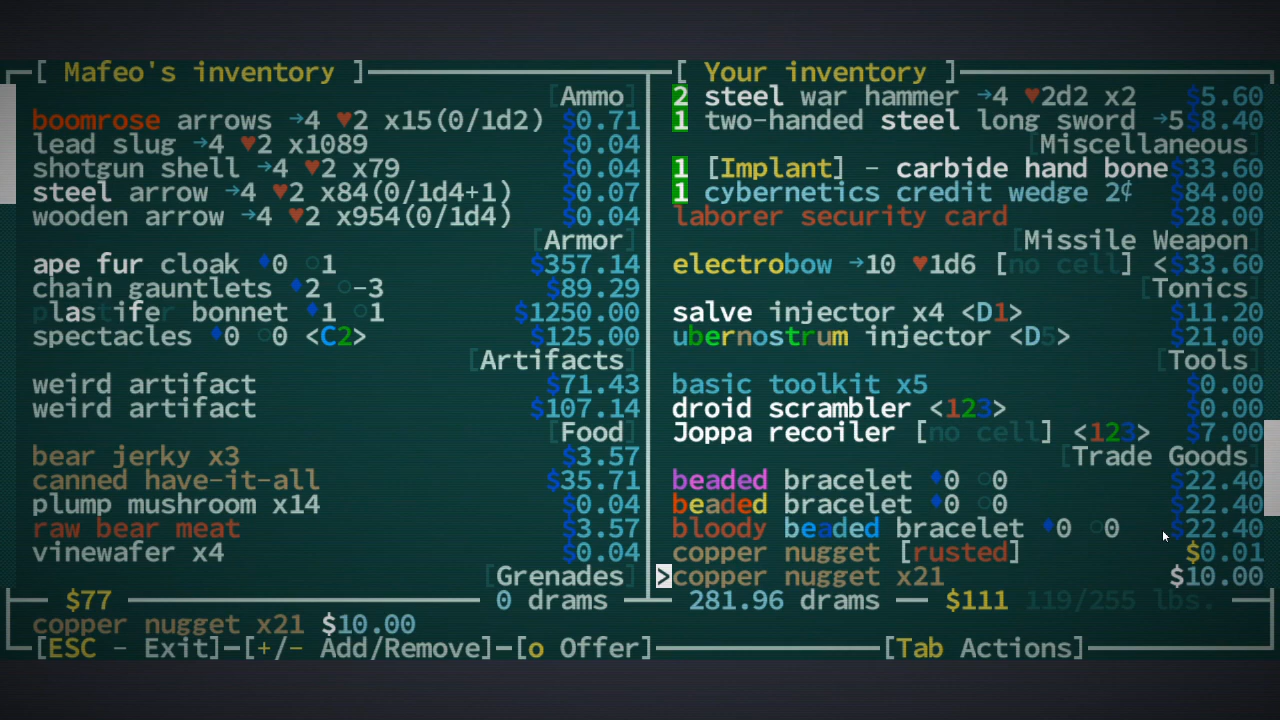 [ Mafeo's inventory ]
[Ammo]
boomrose arrows →4 ♥2 x15(0/1d2) $0.71
lead slug →4 ♥2 x1089 $0.04
shotgun shell →4 ♥2 x79 $0.04
steel arrow →4 ♥2 x84(0/1d4+1) $0.07
wooden arrow →4 ♥2 x954(0/1d4) $0.04
[Armor]
ape fur cloak ♦0 ○1 $357.14
chain gauntlets ♦2 ○-3 $89.29
plastifer bonnet ♦1 ○1 $1250.00
spectacles ♦0 ○0 <C2> $125.00
[Artifacts]
weird artifact $71.43
weird artifact $107.14
[Food]
bear jerky x3 $3.57
canned have-it-all $35.71
plump mushroom x14 $0.04
raw bear meat $3.57
vinewafer x4 $0.04
[Grenades]
$77 0 drams
[ Your inventory ]
2 steel war hammer →4 ♥2d2 x2 $5.60
1 two-handed steel long sword →5 $8.40
[Miscellaneous]
1 [Implant] - carbide hand bone $33.60
1 cybernetics credit wedge 2¢ $84.00
laborer security card $28.00
[Missile Weapon]
electrobow →10 ♥1d6 [no cell] <$33.60
[Tonics]
salve injector x4 <D1> $11.20
ubernostrum injector <D5> $21.00
[Tools]
basic toolkit x5 $0.00
droid scrambler <123> $0.00
Joppa recoiler [no cell] <123> $7.00
[Trade Goods]
beaded bracelet ♦0 ○0 $22.40
beaded bracelet ♦0 ○0 $22.40
bloody beaded bracelet ♦0 ○0 $22.40
copper nugget [rusted] $0.01
>copper nugget x21 $10.00
281.96 drams $111 119/255 lbs.
copper nugget x21 $10.00
[ESC - Exit]-[+/- Add/Remove]-[o Offer] [Tab Actions]